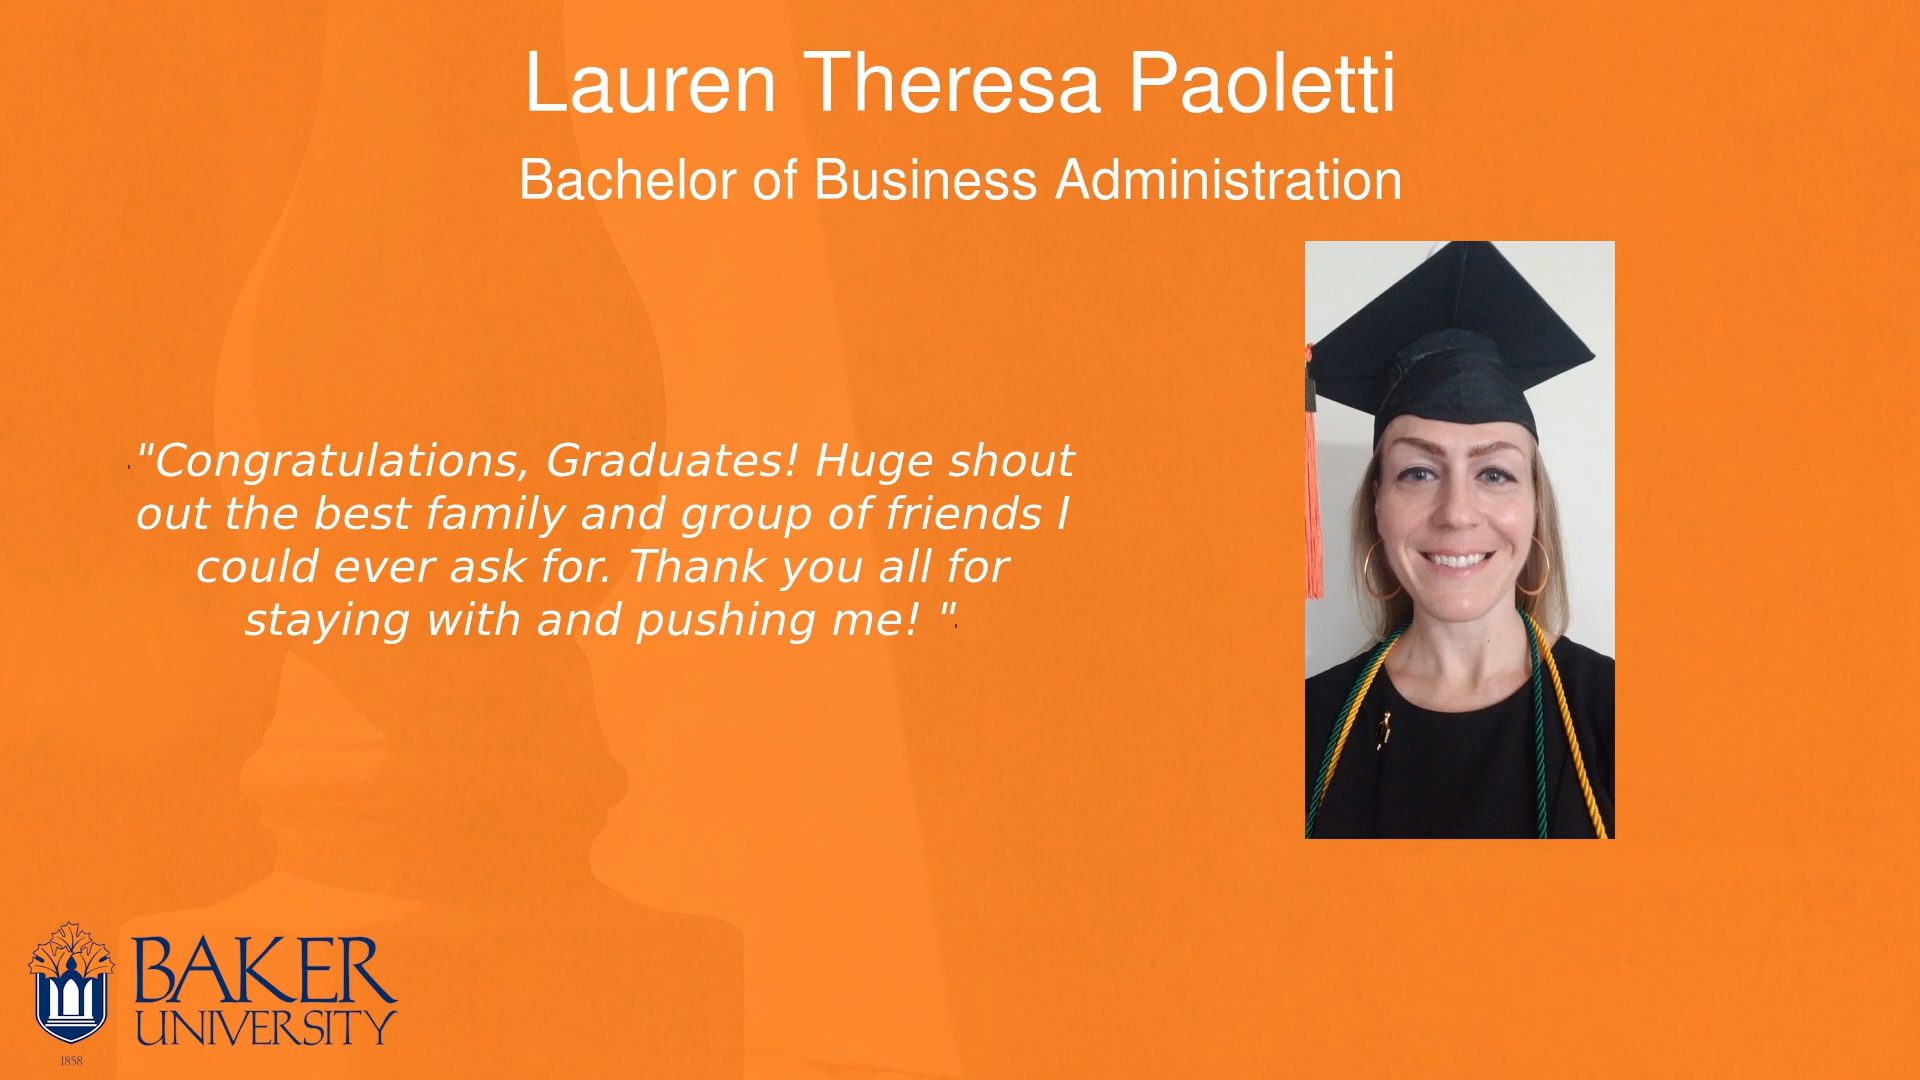 Lauren Theresa Paoletti
Bachelor of Business Administration
"Congratulations, Graduates! Huge shout
out the best family and group of friends I
could ever ask for. Thank you all for
staying with and pushing me! "
BAKER
UNIVERSITY
1858